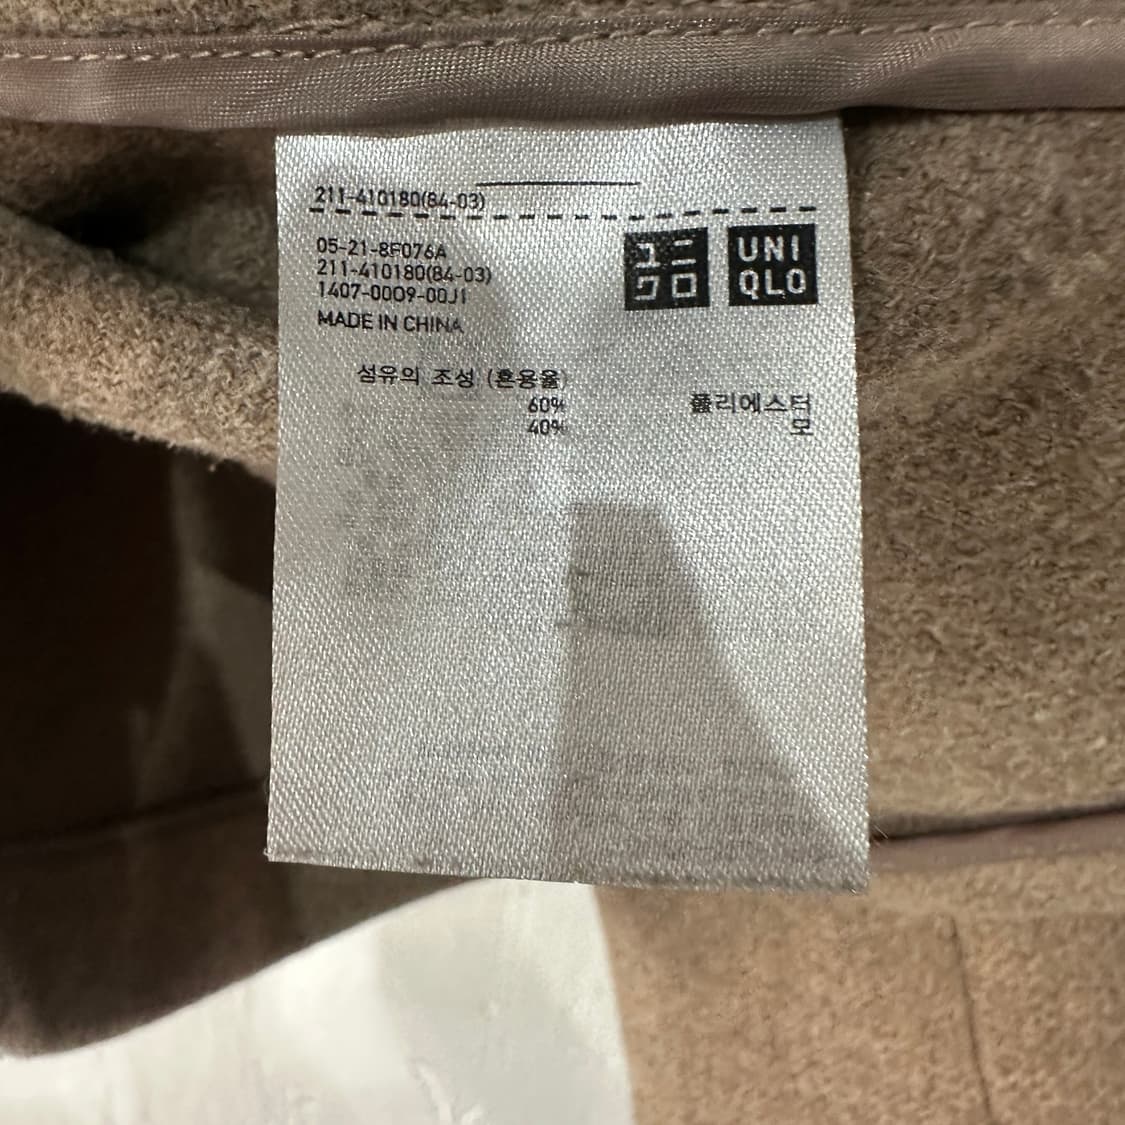 211-410180(84-03)
05-21-8F076A
211-410180(84-03)
1407-0009-00J1
MADE IN CHINA
ユニ
クロ
UNI
QLO
섬유의 조성 (혼용율)
60% 폴리에스터
40% 모